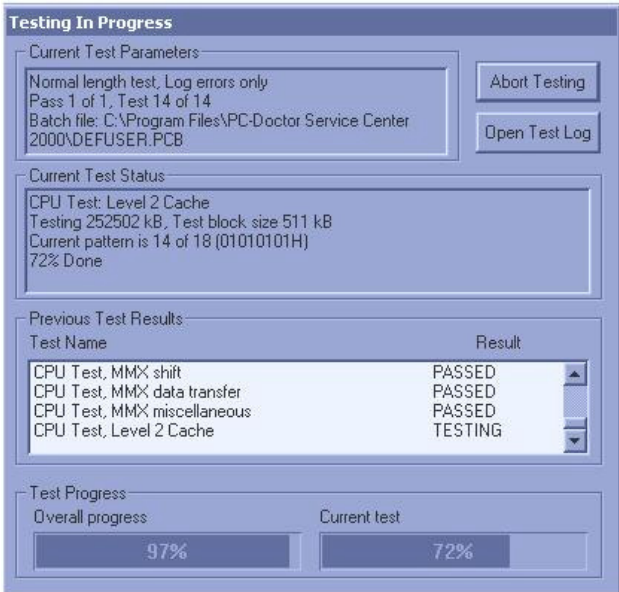 Testing In Progress
Current Test Parameters
Normal length test, Log errors only
Pass 1 of 1, Test 14 of 14
Batch file: C:\Program Files\PC-Doctor Service Center
2000\DEFUSER.PCB
Abort Testing
Open Test Log
Current Test Status
CPU Test: Level 2 Cache
Testing 252502 kB, Test block size 511 kB
Current pattern is 14 of 18 (01010101H)
72% Done
Previous Test Results
Test Name Result
CPU Test, MMX shift PASSED
CPU Test, MMX data transfer PASSED
CPU Test, MMX miscellaneous PASSED
CPU Test, Level 2 Cache TESTING
Test Progress
Overall progress Current test
97% 72%